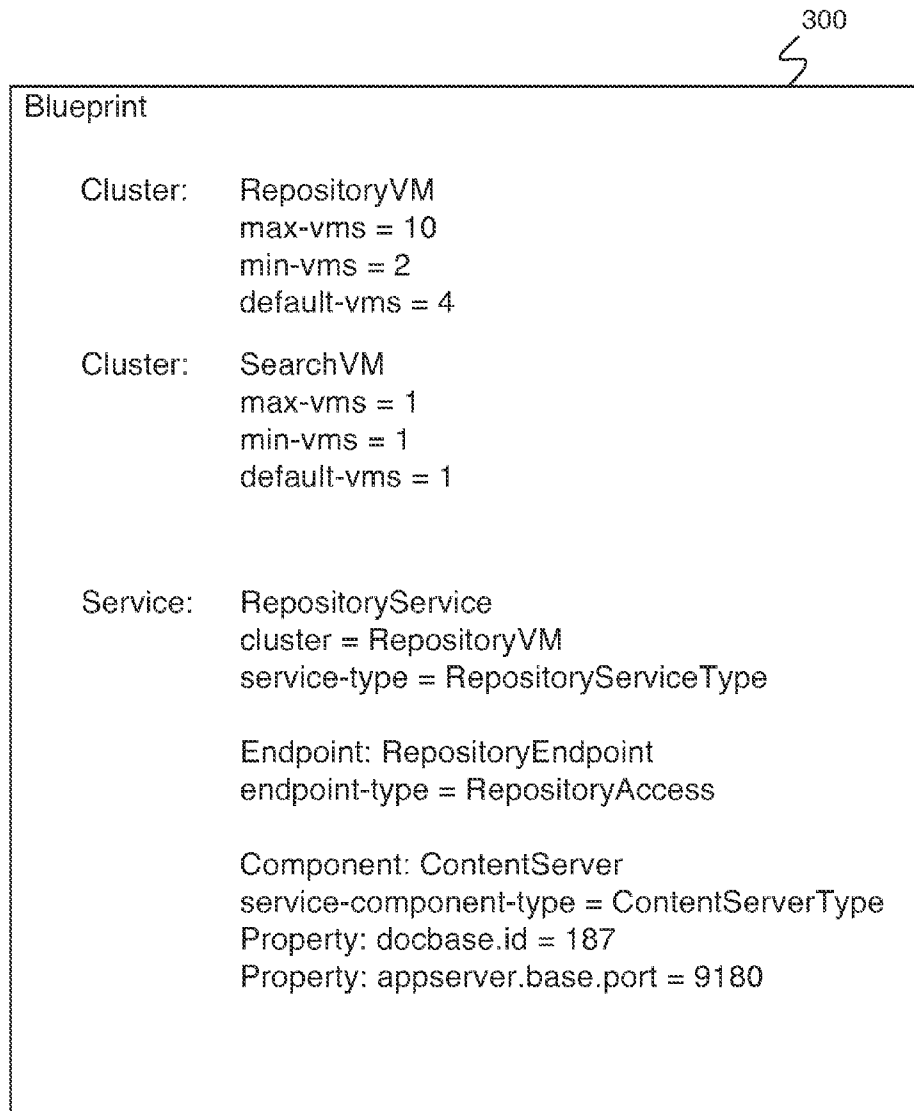 300
Blueprint
Cluster: RepositoryVM
max-vms = 10
min-vms = 2
default-vms = 4
Cluster: SearchVM
max-vms = 1
min-vms = 1
default-vms = 1
Service: RepositoryService
cluster = RepositoryVM
service-type = RepositoryServiceType
Endpoint: RepositoryEndpoint
endpoint-type = RepositoryAccess
Component: ContentServer
service-component-type = ContentServerType
Property: docbase.id = 187
Property: appserver.base.port = 9180